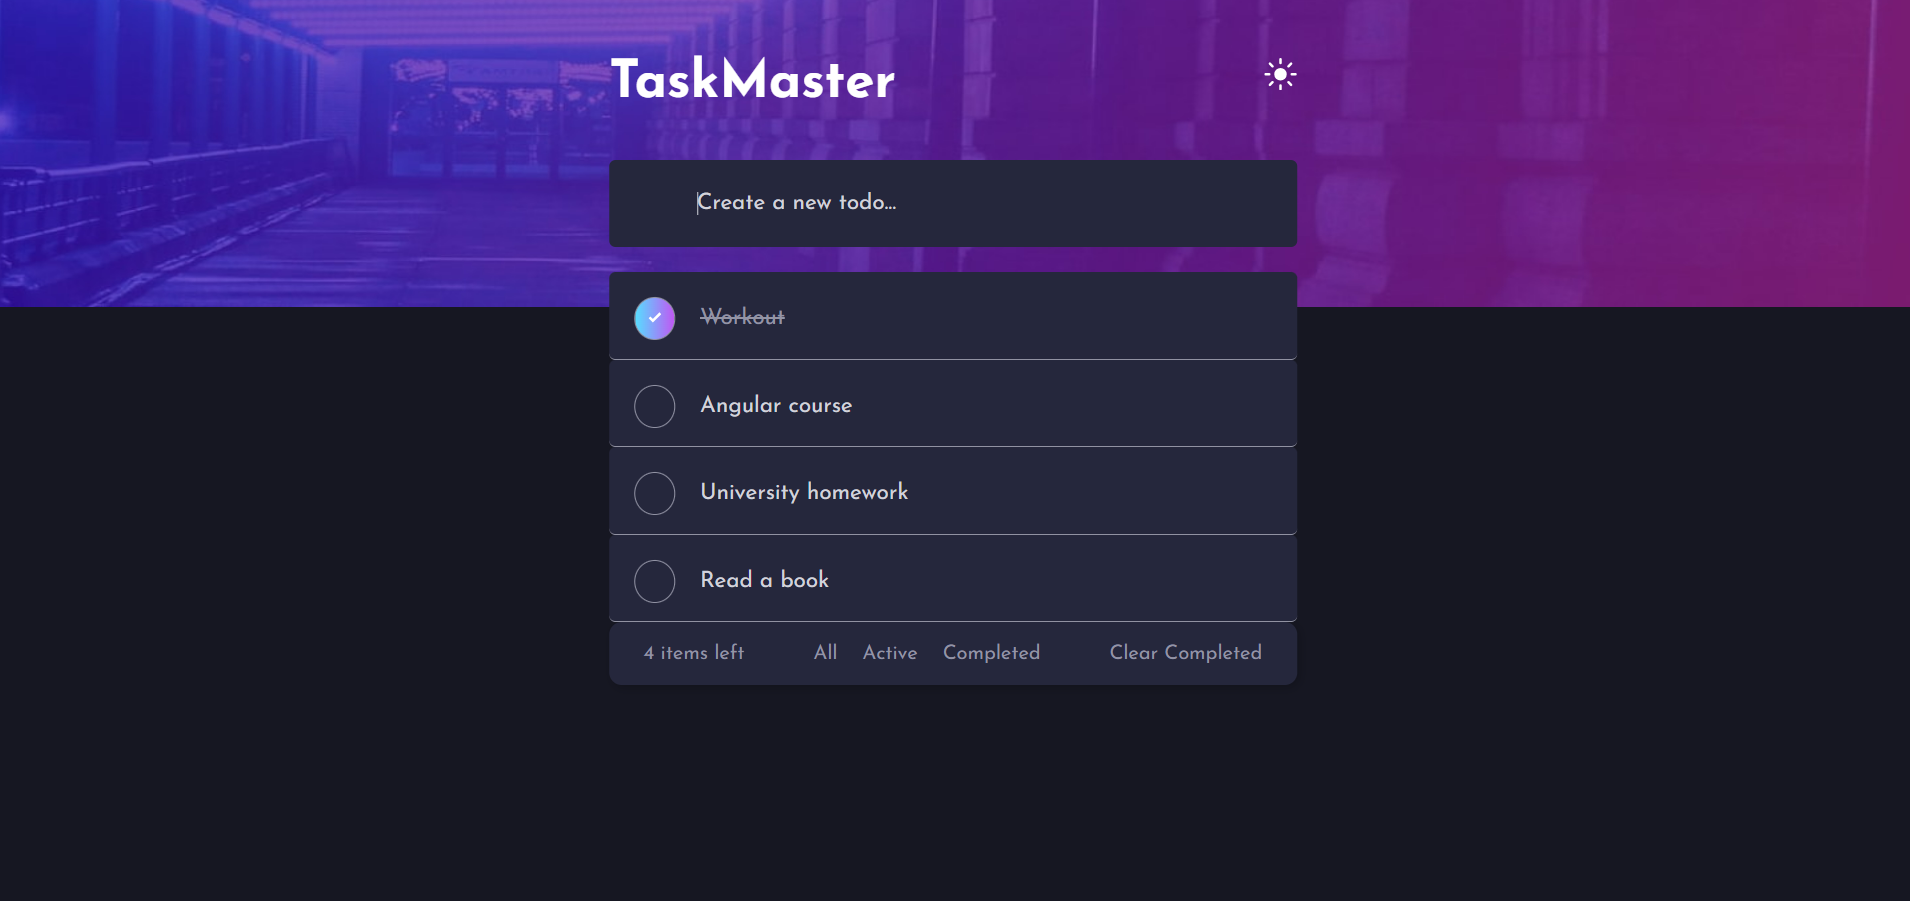 TaskMaster
Create a new todo...
Workout
Angular course
University homework
Read a book
4 items left All Active Completed Clear Completed